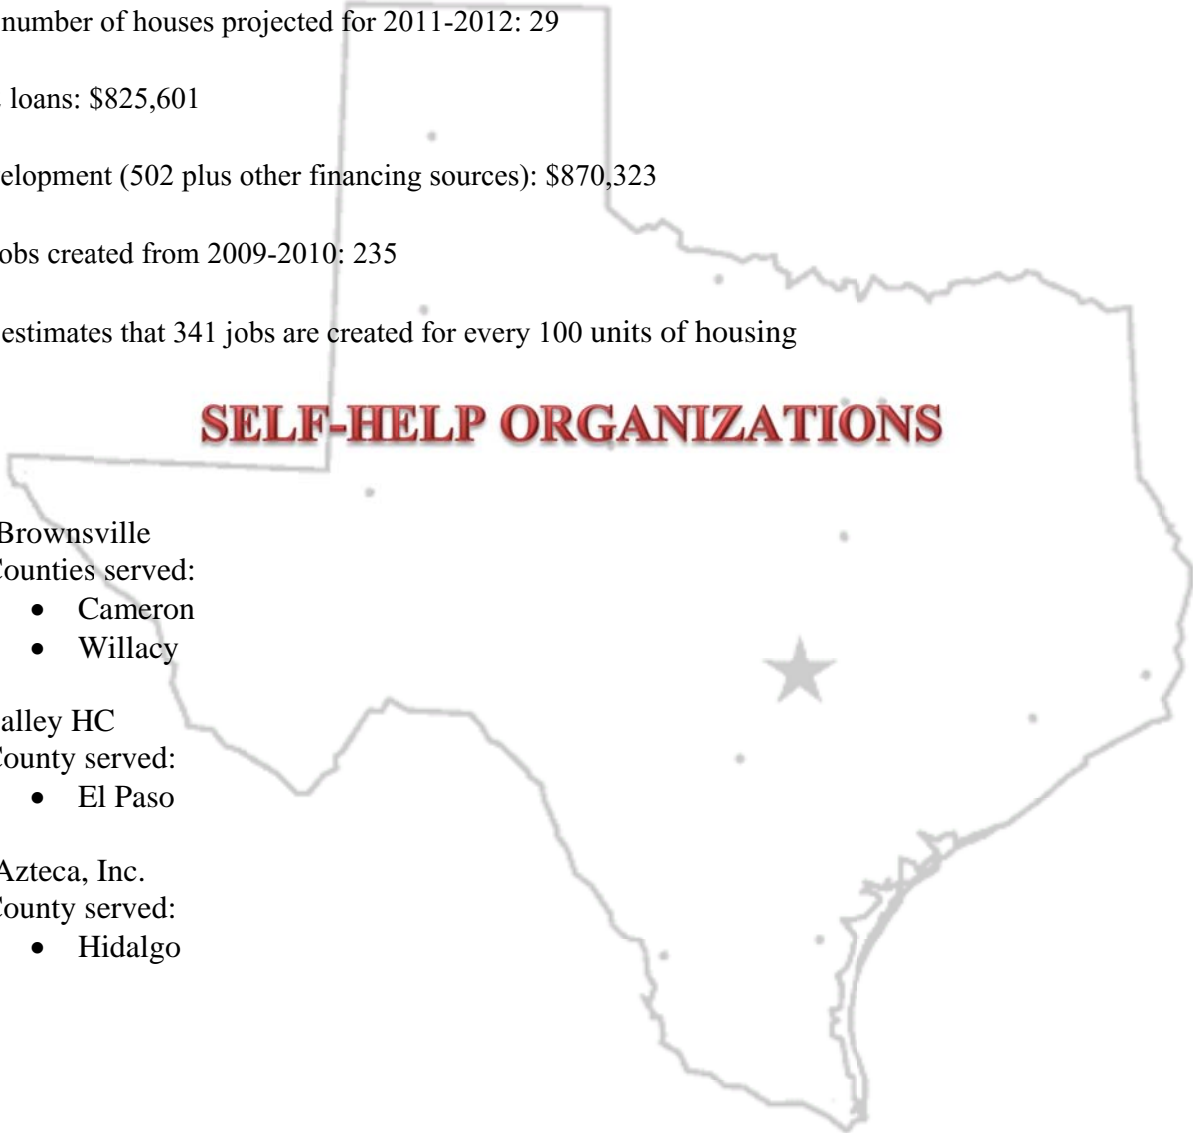 number of houses projected for 2011-2012: 29
loans: $825,601
elopment (502 plus other financing sources): $870,323
obs created from 2009-2010: 235
estimates that 341 jobs are created for every 100 units of housing
SELF-HELP ORGANIZATIONS
Brownsville
Counties served:
• Cameron
• Willacy
alley HC
County served:
• El Paso
Azteca, Inc.
County served:
• Hidalgo